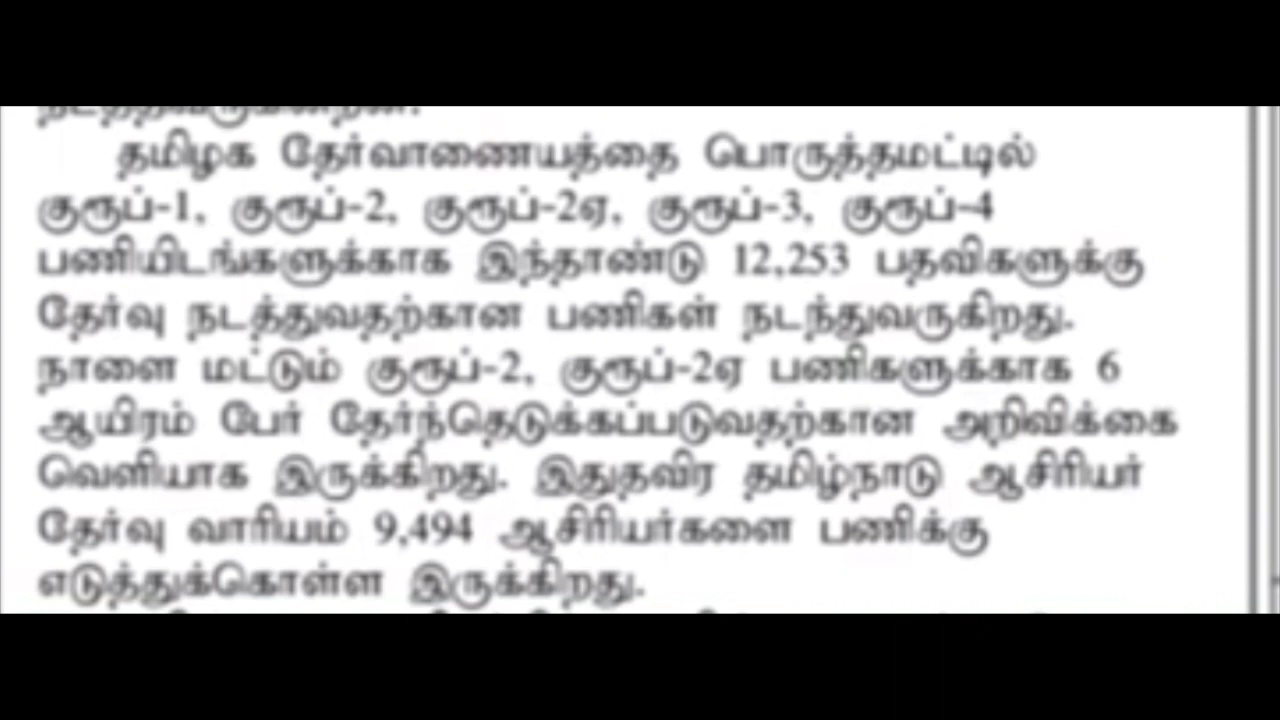 தமிழக தேர்வாணையத்தை பொருத்தமட்டில்
குரூப்-1, குரூப்-2, குரூப்-2ஏ, குரூப்-3, குரூப்-4
பணியிடங்களுக்காக இந்தாண்டு 12,253 பதவிகளுக்கு
தேர்வு நடத்துவதற்கான பணிகள் நடந்துவருகிறது.
நாளை மட்டும் குரூப்-2, குரூப்-2ஏ பணிகளுக்காக 6
ஆயிரம் பேர் தேர்ந்தெடுக்கப்படுவதற்கான அறிவிக்கை
வெளியாக இருக்கிறது. இதுதவிர தமிழ்நாடு ஆசிரியர்
தேர்வு வாரியம் 9,494 ஆசிரியர்களை பணிக்கு
எடுத்துக்கொள்ள இருக்கிறது.